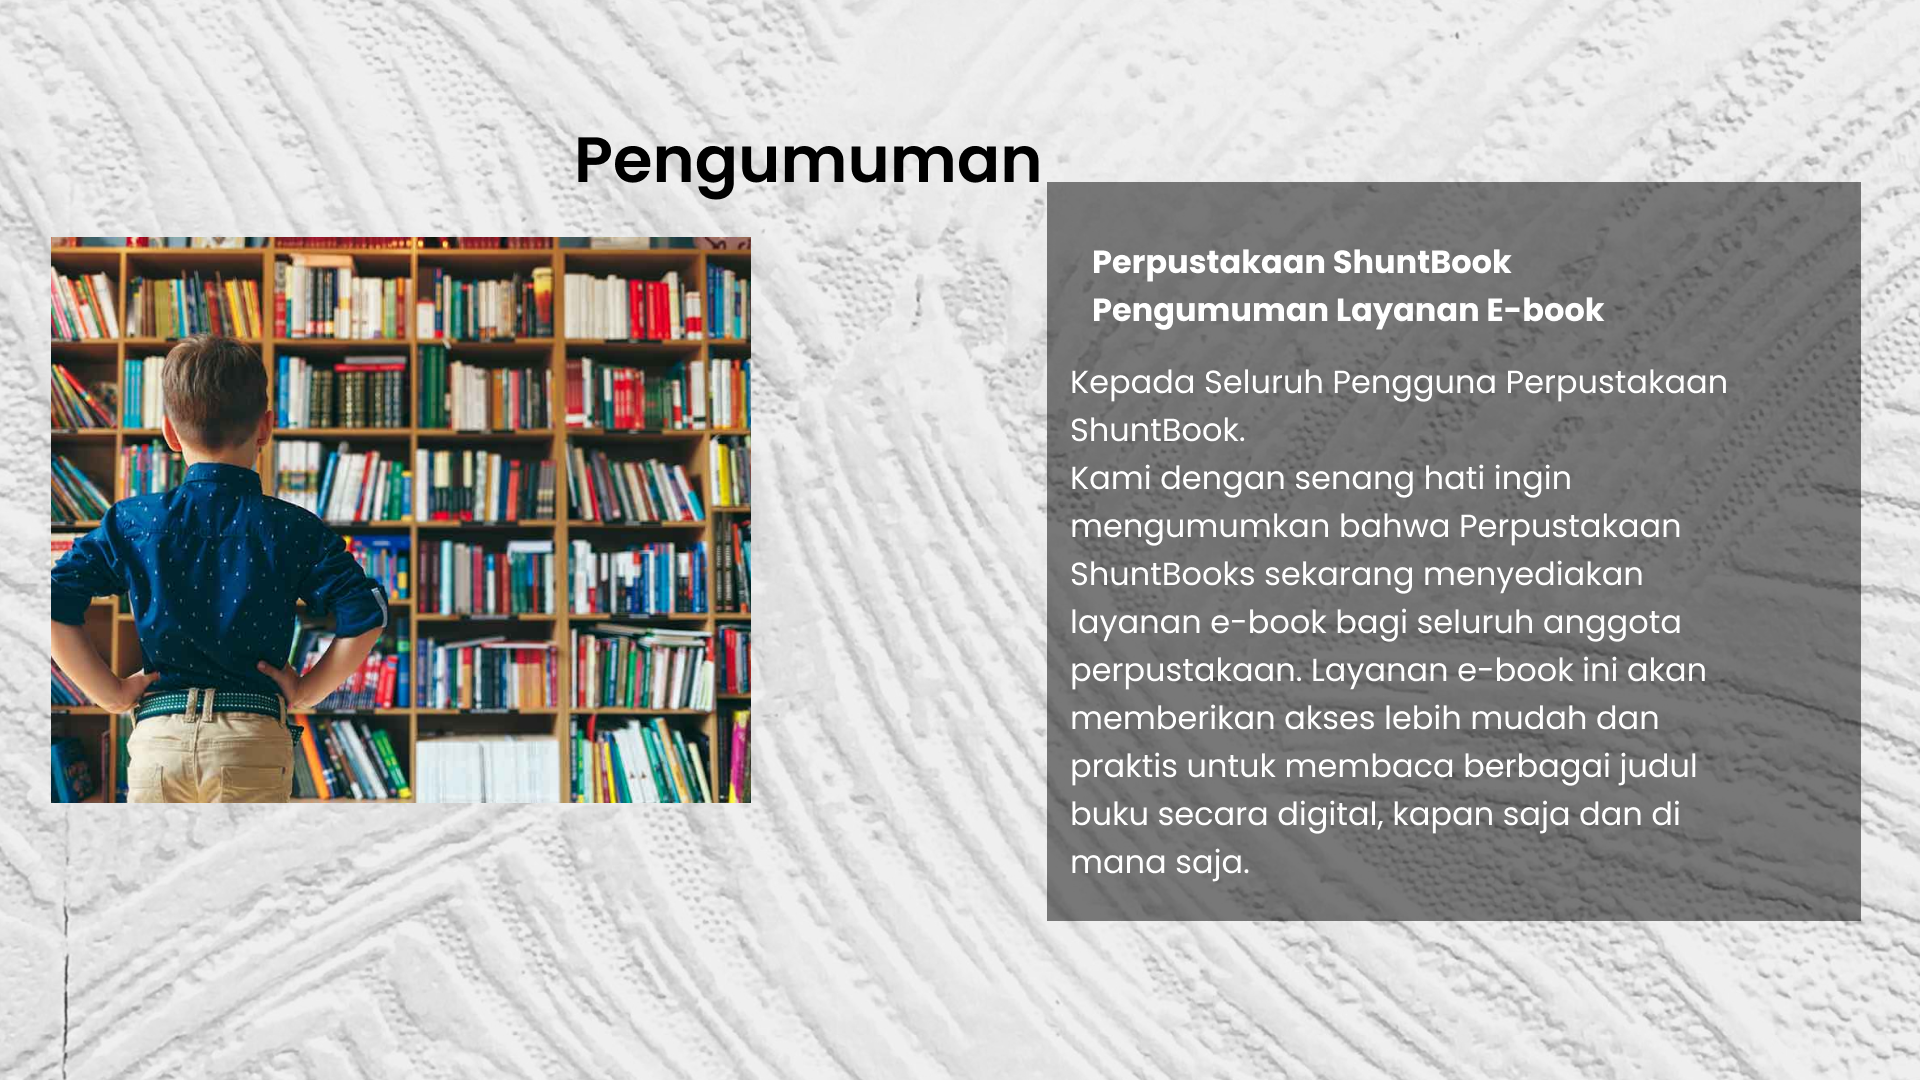 Pengumuman
Perpustakaan ShuntBook
Pengumuman Layanan E-book
Kepada Seluruh Pengguna Perpustakaan
ShuntBook.
Kami dengan senang hati ingin
mengumumkan bahwa Perpustakaan
ShuntBooks sekarang menyediakan
layanan e-book bagi seluruh anggota
perpustakaan. Layanan e-book ini akan
memberikan akses lebih mudah dan
praktis untuk membaca berbagai judul
buku secara digital, kapan saja dan di
mana saja.